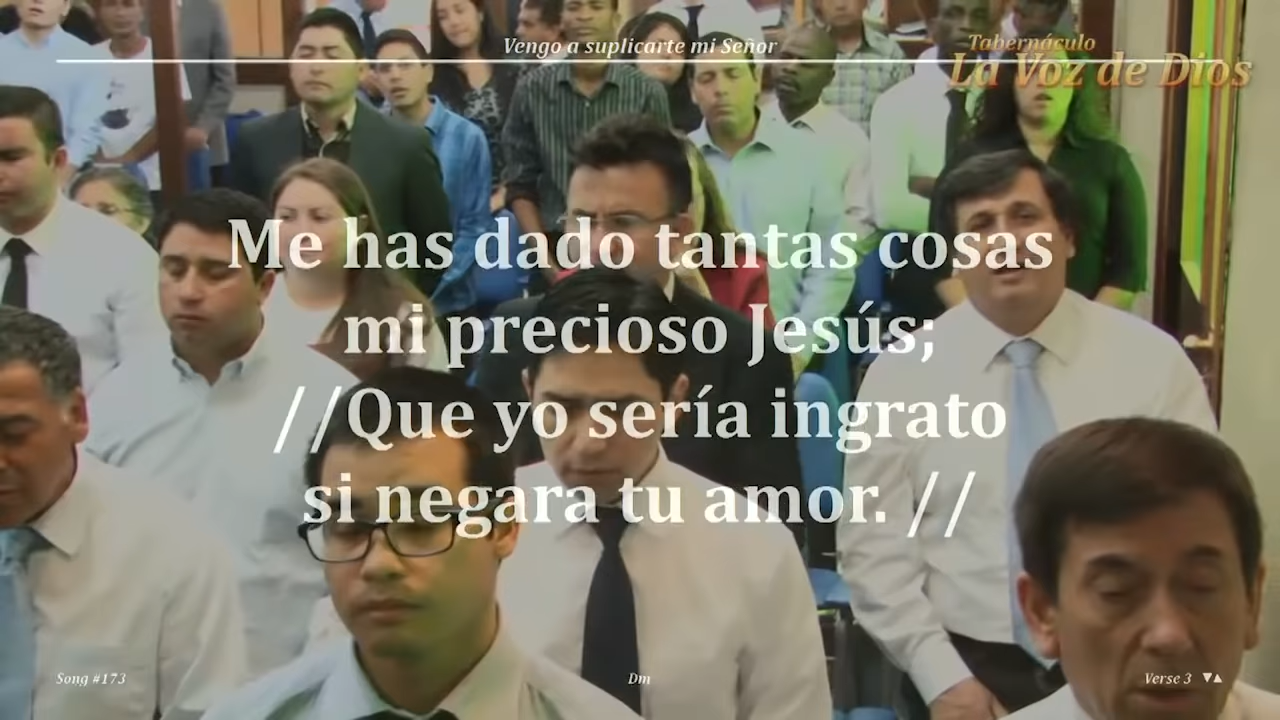 Vengo a suplicarte mi Señor
Tabernáculo
La Voz de Dios
Me has dado tantas cosas
mi precioso Jesús;
//Que yo sería ingrato
si negara tu amor. //
Song #173
Dm
Verse 3 ▼▲